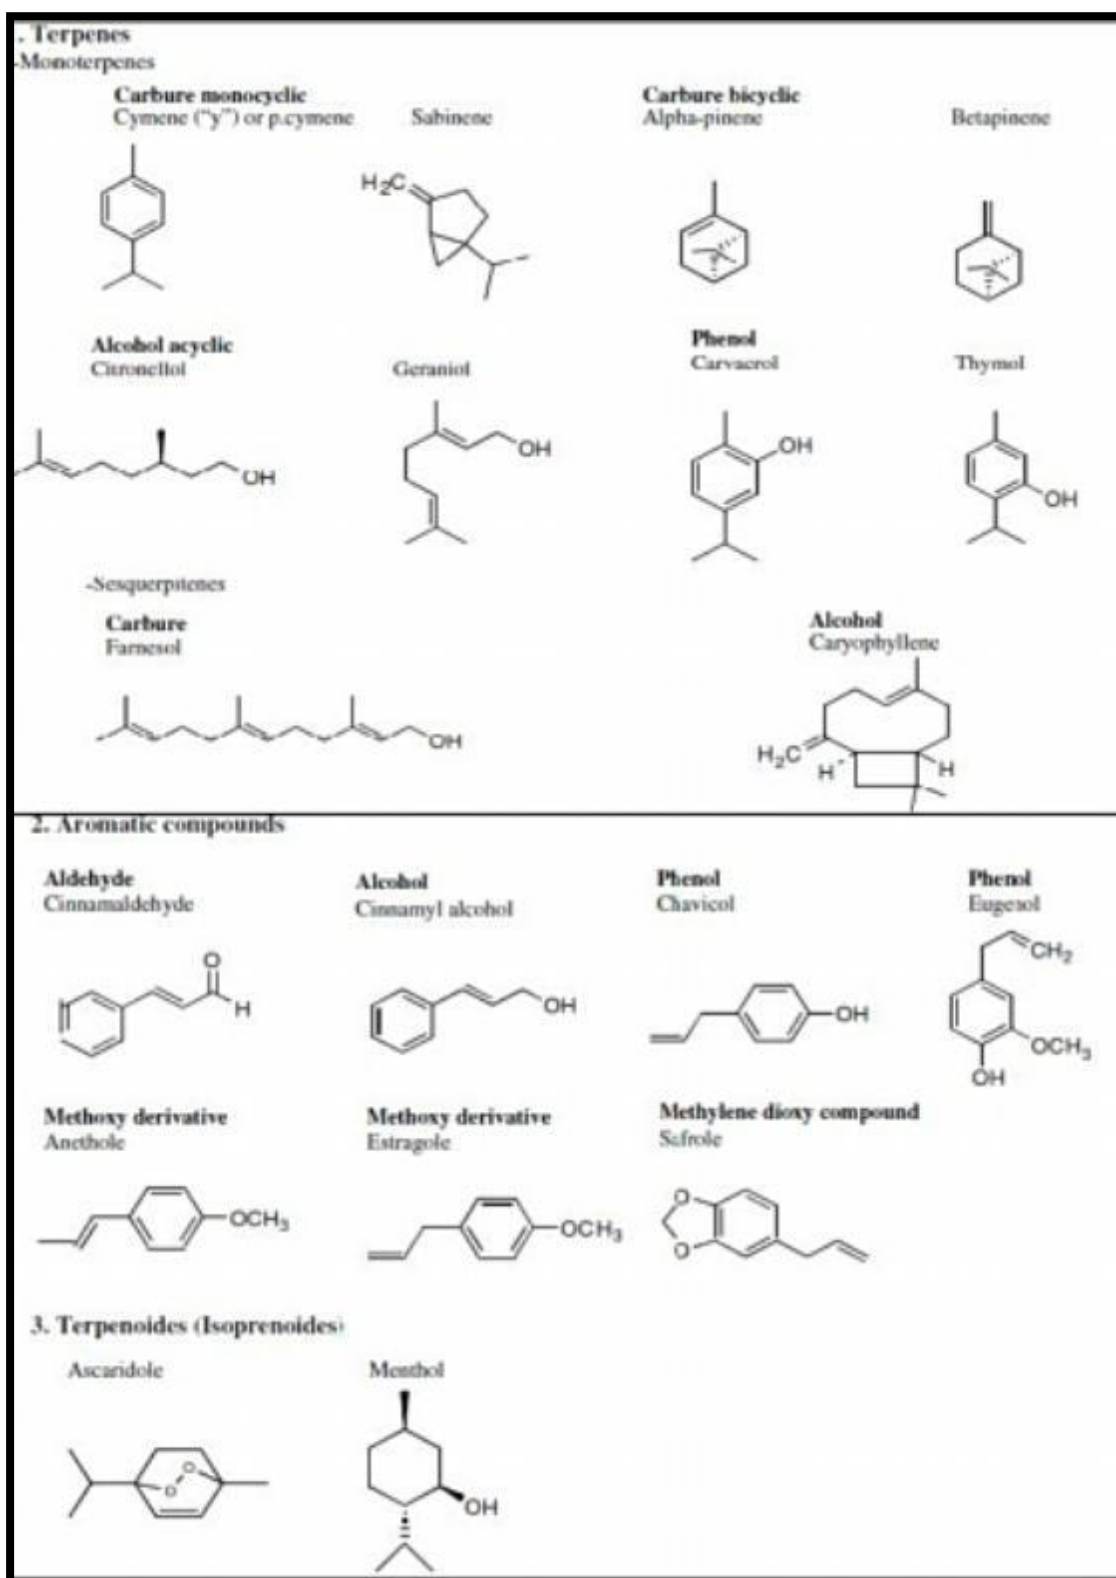 . Terpenes
-Monoterpenes
Carbure monocyclic
Cymene ("y") or p.cymene
Sabinene
Carbure bicyclic
Alpha-pinene
Betapinene
H2C
Alcohol acyclic
Citronellol
Geraniol
Phenol
Carvacrol
Thymol
OH
OH
OH
OH
-Sesquerpitenes
Carbure
Farnesol
Alcohol
Caryophyllene
OH
H2C
H
H
2. Aromatic compounds
Aldehyde
Cinnamaldehyde
Alcohol
Cinnamyl alcohol
Phenol
Chavicol
Phenol
Eugenol
O
H
OH
OH
CH2
OCH3
OH
Methoxy derivative
Anethole
Methoxy derivative
Estragole
Methylene dioxy compound
Safrole
OCH3
OCH3
O
O
3. Terpenoides (Isoprenoides)
Ascaridole
Menthol
O
O
OH